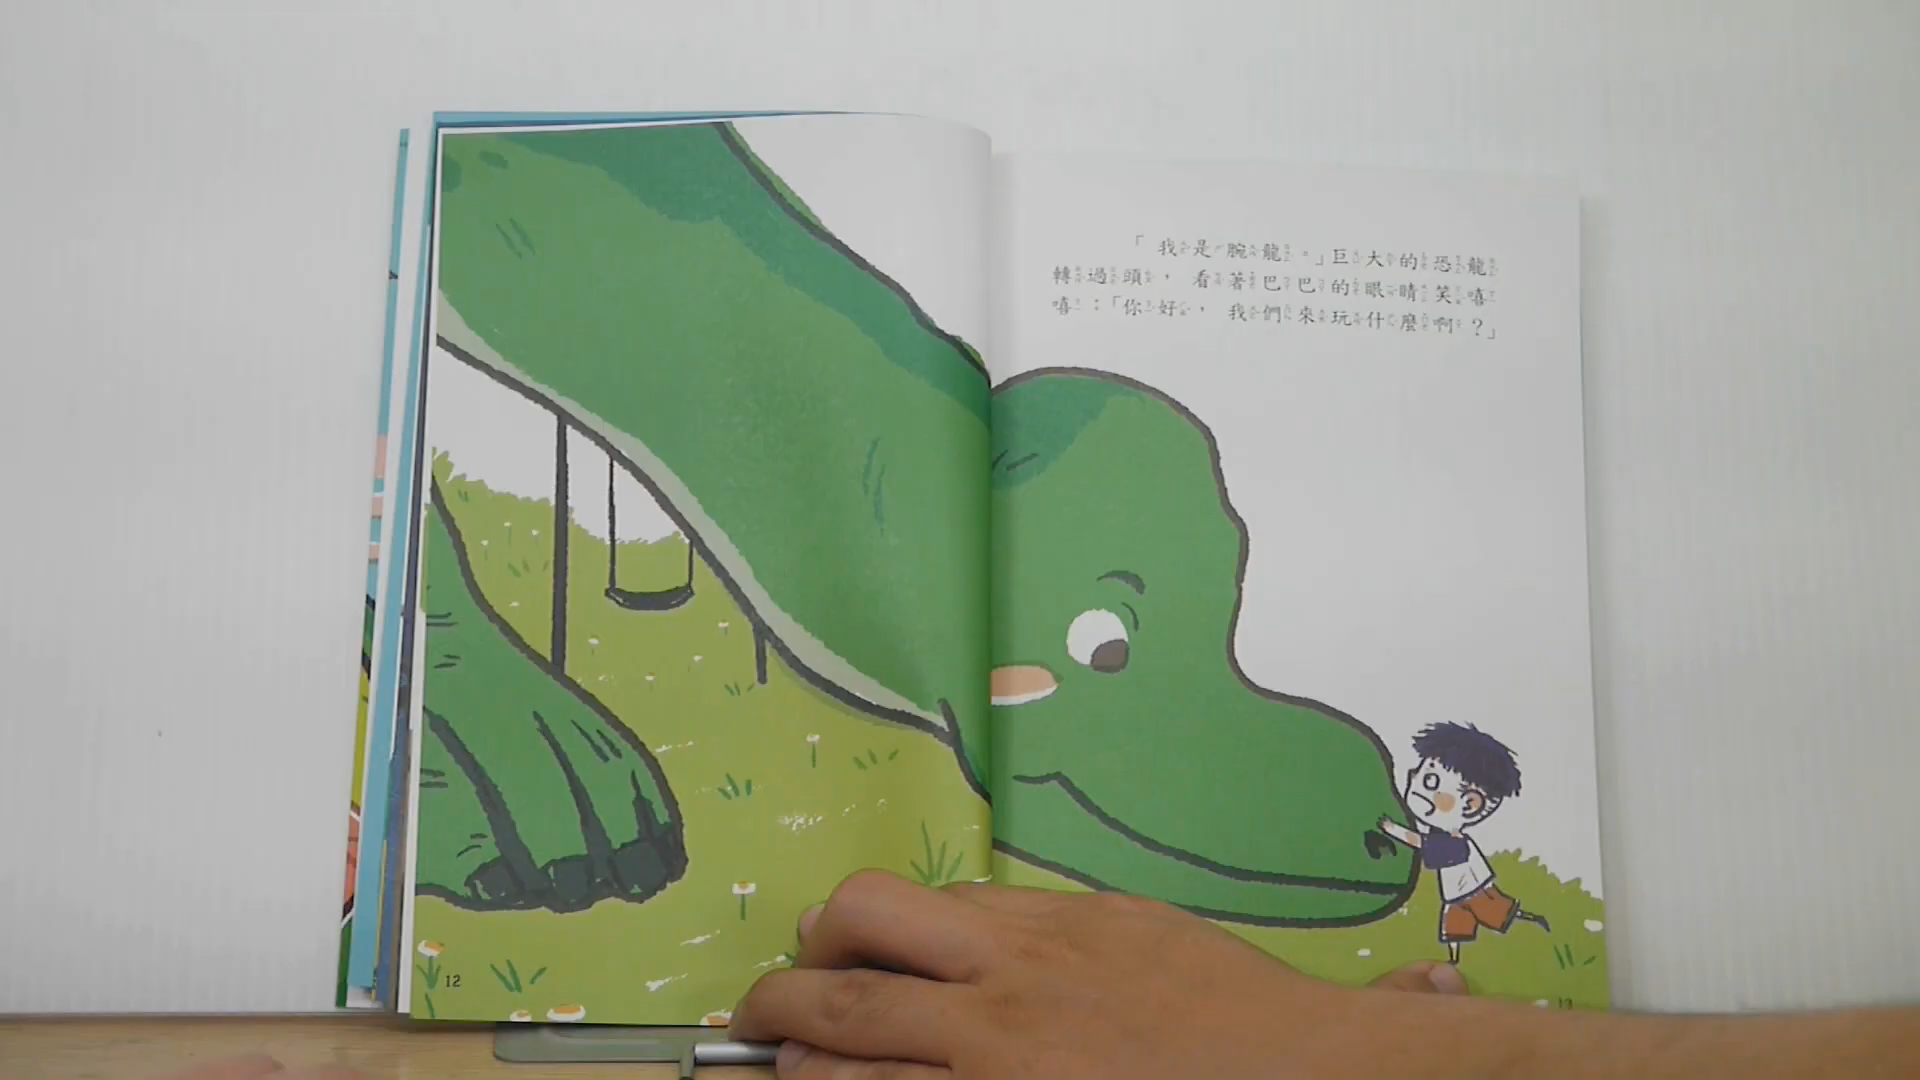 「我是腕龍。」巨大的恐龍
轉過頭，看著巴巴的眼睛笑嘻
嘻：「你好，我們來玩什麼啊？」
12
13